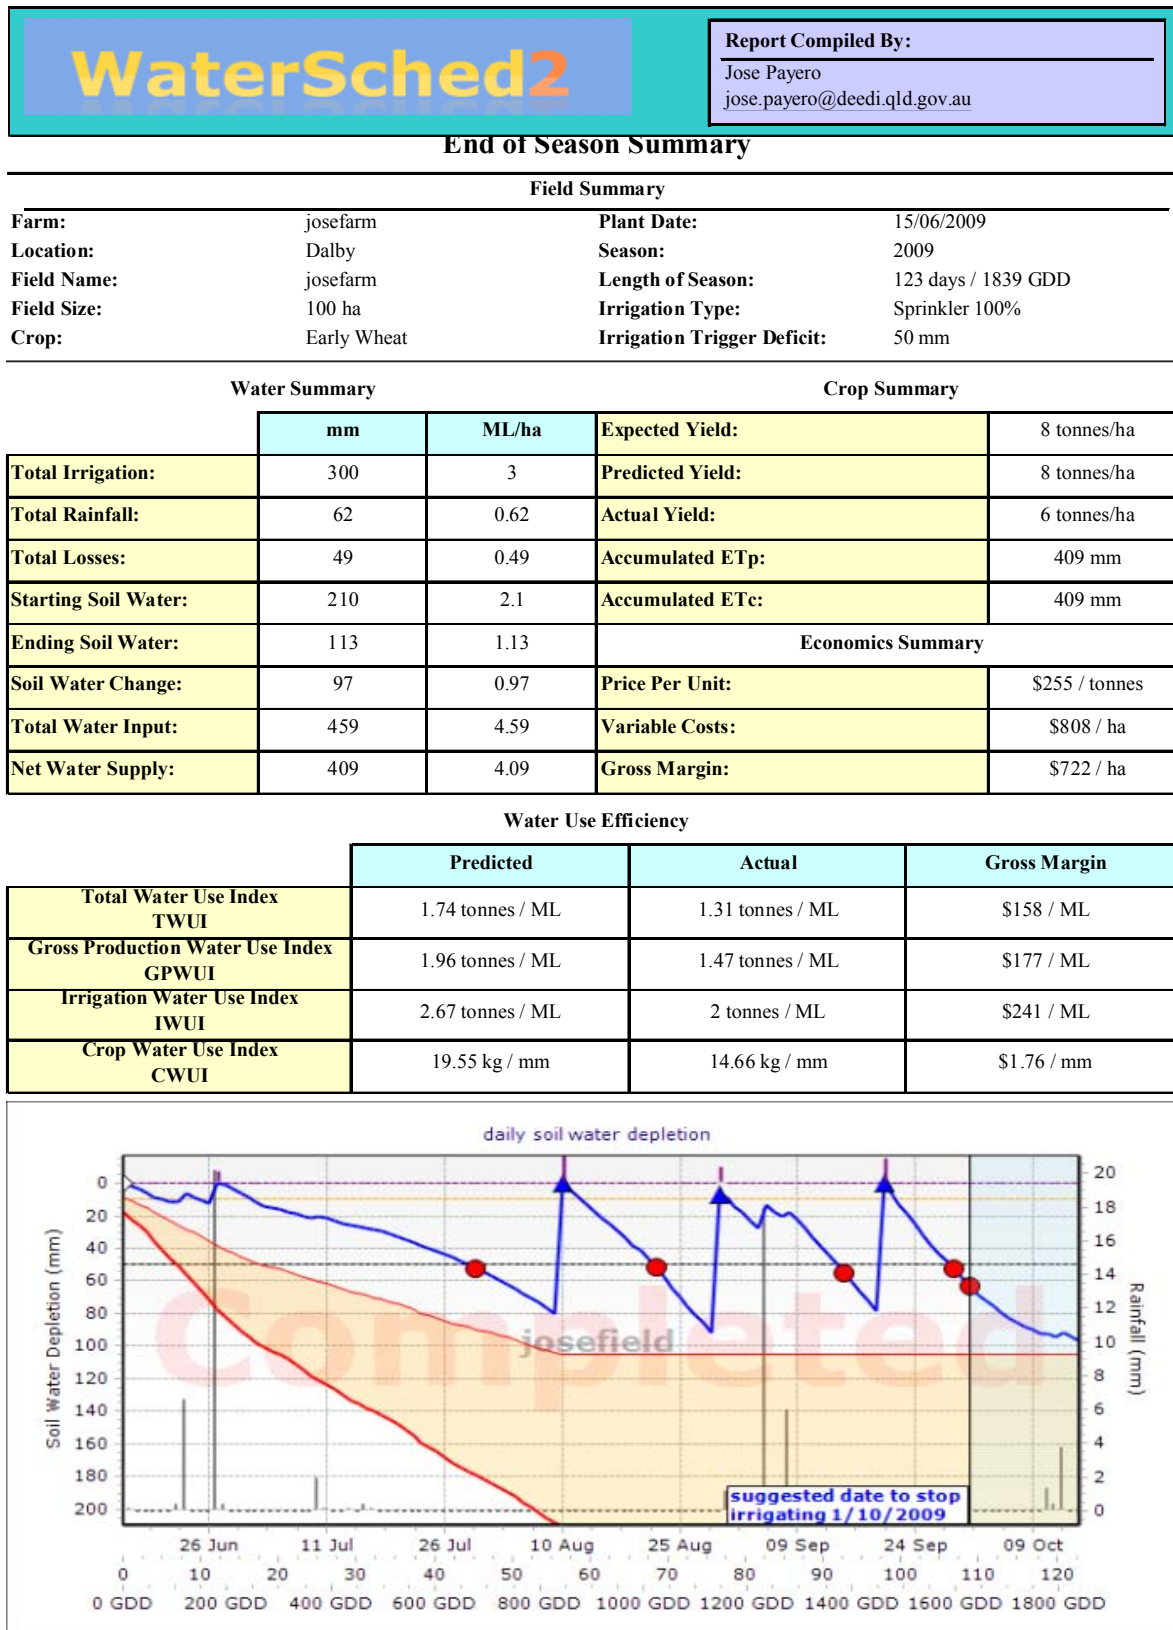 WaterSched2
Report Compiled By:
Jose Payero
jose.payero@deedi.qld.gov.au
End of Season Summary
Field Summary
Farm: josefarm Plant Date: 15/06/2009
Location: Dalby Season: 2009
Field Name: josefarm Length of Season: 123 days / 1839 GDD
Field Size: 100 ha Irrigation Type: Sprinkler 100%
Crop: Early Wheat Irrigation Trigger Deficit: 50 mm
Water Summary Crop Summary
mm ML/ha Expected Yield: 8 tonnes/ha
Total Irrigation: 300 3 Predicted Yield: 8 tonnes/ha
Total Rainfall: 62 0.62 Actual Yield: 6 tonnes/ha
Total Losses: 49 0.49 Accumulated ETp: 409 mm
Starting Soil Water: 210 2.1 Accumulated ETc: 409 mm
Ending Soil Water: 113 1.13 Economics Summary
Soil Water Change: 97 0.97 Price Per Unit: $255 / tonnes
Total Water Input: 459 4.59 Variable Costs: $808 / ha
Net Water Supply: 409 4.09 Gross Margin: $722 / ha
Water Use Efficiency
Predicted Actual Gross Margin
Total Water Use Index
TWUI 1.74 tonnes / ML 1.31 tonnes / ML $158 / ML
Gross Production Water Use Index
GPWUI 1.96 tonnes / ML 1.47 tonnes / ML $177 / ML
Irrigation Water Use Index
IWUI 2.67 tonnes / ML 2 tonnes / ML $241 / ML
Crop Water Use Index
CWUI 19.55 kg / mm 14.66 kg / mm $1.76 / mm
daily soil water depletion
Soil Water Depletion (mm)
0
20
40
60
80
100
120
140
160
180
200
Completed
josefield
suggested date to stop
irrigating 1/10/2009
20
18
16
14
12
10
8
6
4
2
0
Rainfall (mm)
26 Jun 11 Jul 26 Jul 10 Aug 25 Aug 09 Sep 24 Sep 09 Oct
0 10 20 30 40 50 60 70 80 90 100 110 120
0 GDD 200 GDD 400 GDD 600 GDD 800 GDD 1000 GDD 1200 GDD 1400 GDD 1600 GDD 1800 GDD